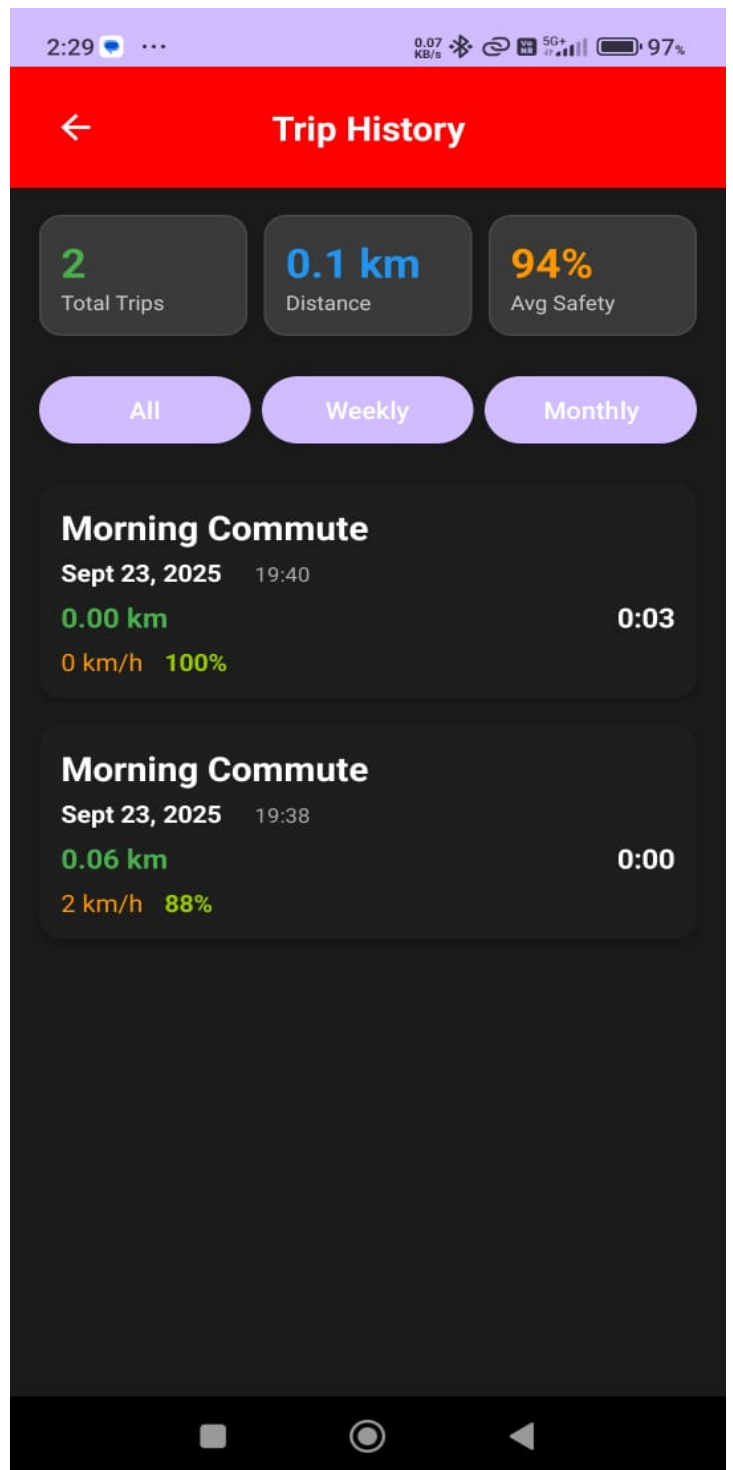 2:29 ... 0.07 KB/s Vo NR 5G+ 97%
Trip History
2 0.1 km 94%
Total Trips Distance Avg Safety
All Weekly Monthly
Morning Commute
Sept 23, 2025 19:40
0.00 km 0:03
0 km/h 100%
Morning Commute
Sept 23, 2025 19:38
0.06 km 0:00
2 km/h 88%